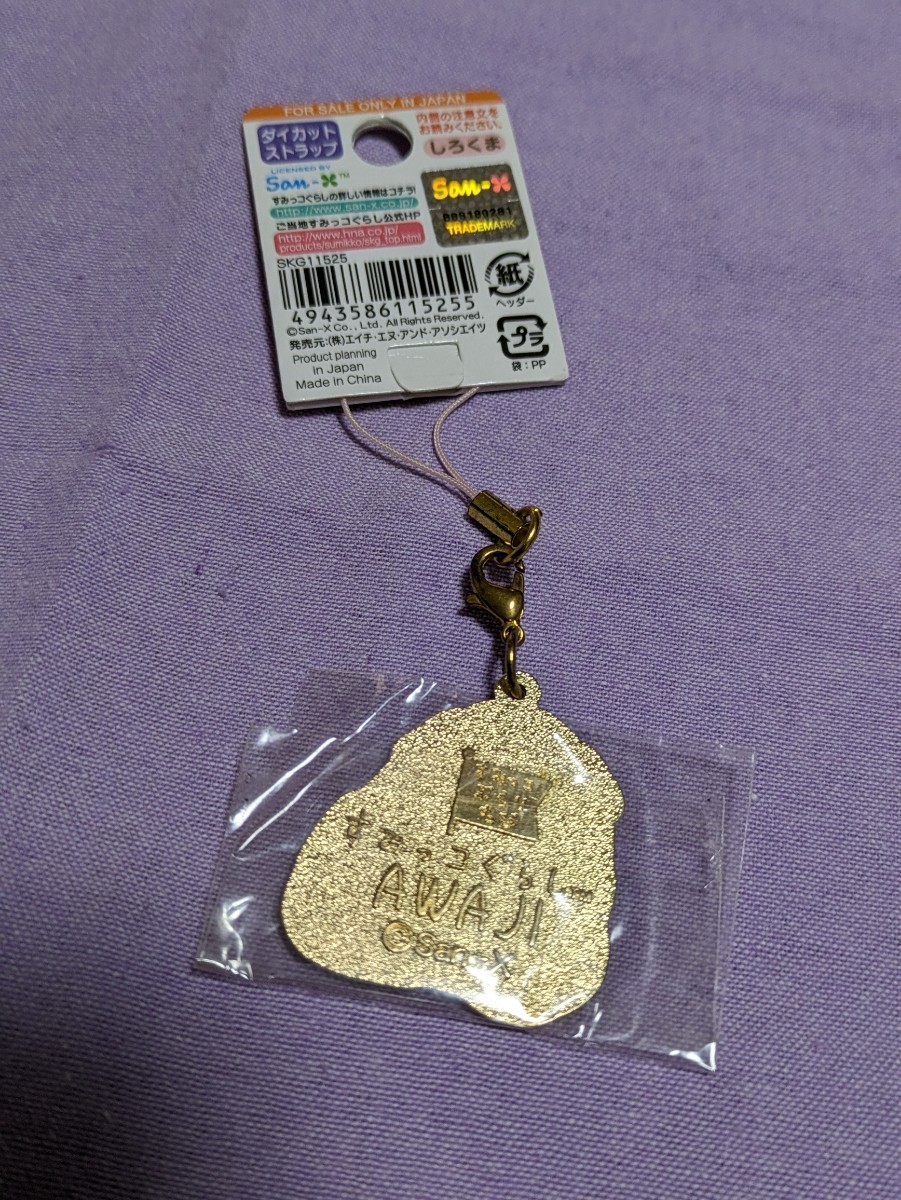 FOR SALE ONLY IN JAPAN
ダイカット
ストラップ
内面の注意文を
お読みください。
しろくま
LICENSED BY
San-X™
すみっコぐらしの詳しい情報はコチラ!
http://www.san-x.co.jp/
ご当地すみっコぐらし公式HP
http://www.hna.co.jp/
products/sumikko/skg_top.html
San-X
TRADEMARK
SKG11525
4943586115255
紙
ヘッダー
プラ
袋:PP
©San-X Co., Ltd. All Rights Reserved.
発売元:(株)エイチ・エヌ・アンド・アソシエイツ
Product planning
in Japan
Made in China
すみっコぐらし
AWAJI
©San-X